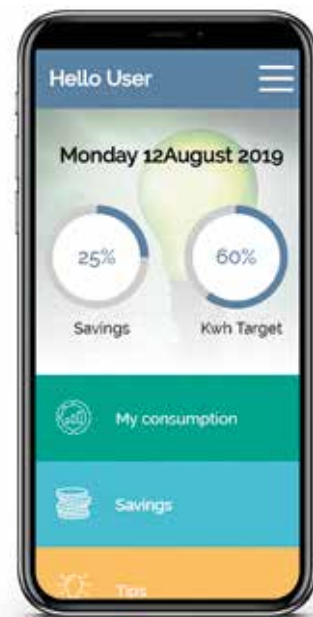 Hello User
Monday 12August 2019
25%
60%
Savings
Kwh Target
My consumption
Savings
Tips